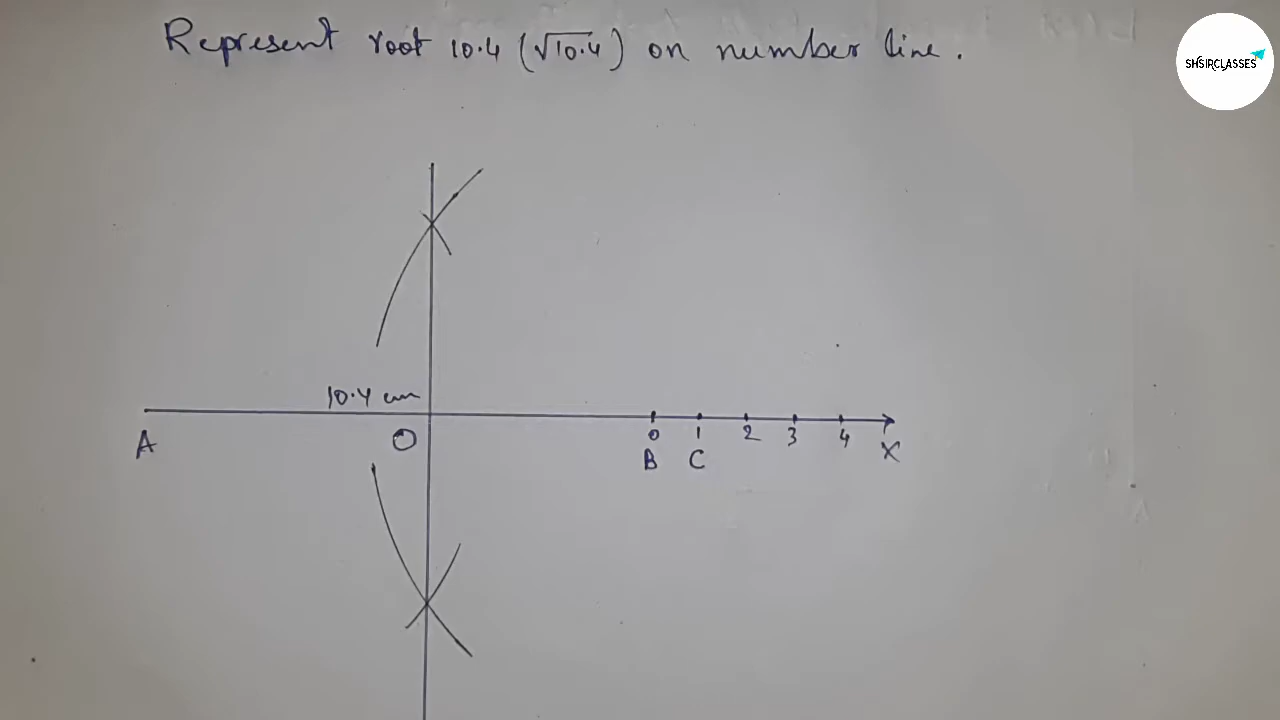 Represent root 10.4 (√10.4) on number line.
SHSIRCLASSES
10.4 cm
A O 0 1 2 3 4 X
B C